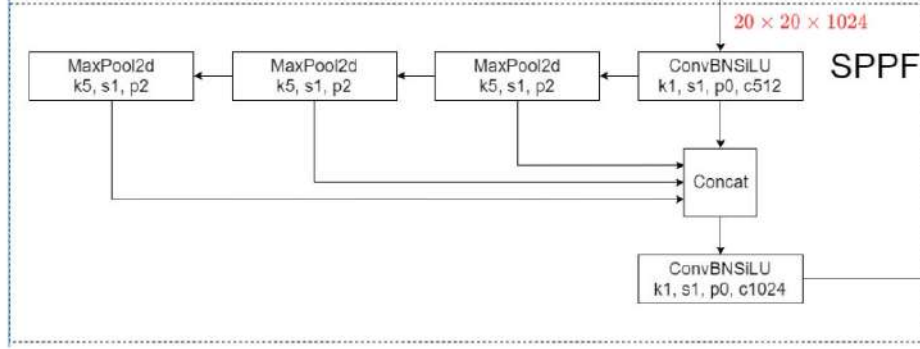 20 × 20 × 1024
MaxPool2d
k5, s1, p2
MaxPool2d
k5, s1, p2
MaxPool2d
k5, s1, p2
ConvBNSiLU
k1, s1, p0, c512
SPPF
Concat
ConvBNSiLU
k1, s1, p0, c1024